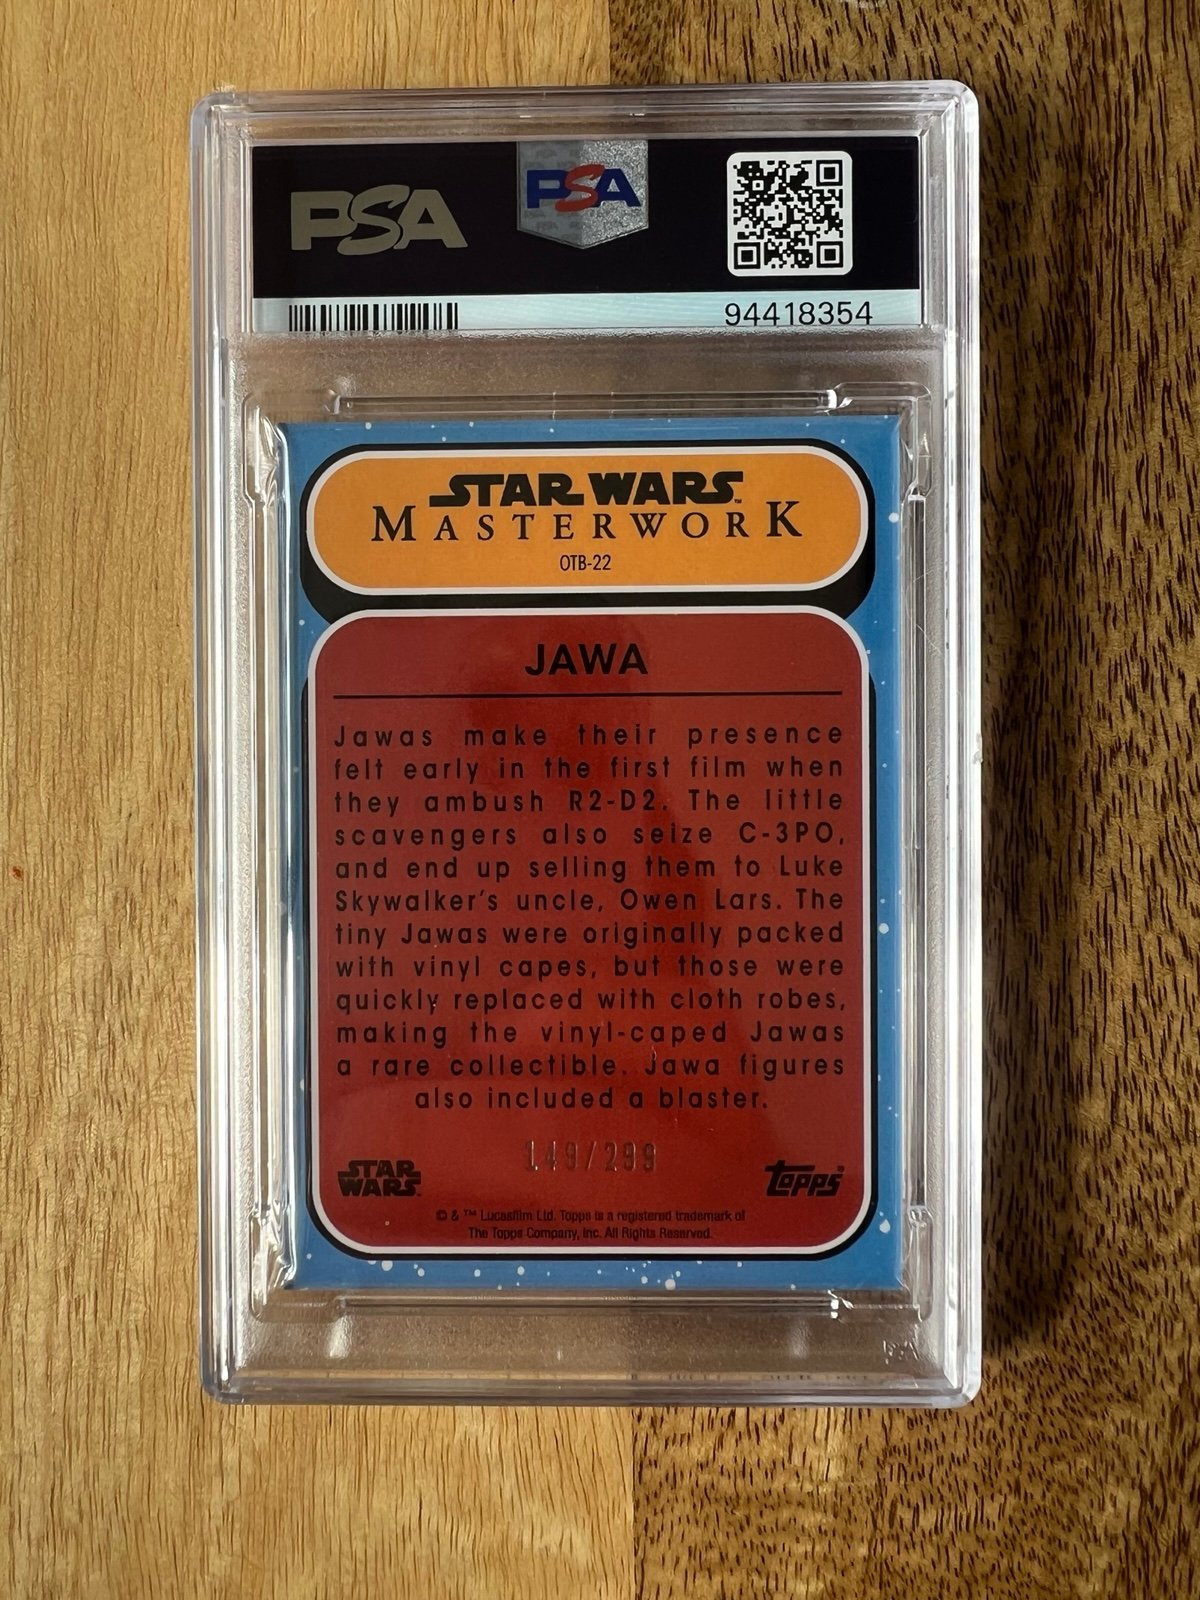 PSA
PSA
94418354
STAR WARS™
MASTERWORK
OTB-22
JAWA
Jawas make their presence
felt early in the first film when
they ambush R2-D2. The little
scavengers also seize C-3PO,
and end up selling them to Luke
Skywalker's uncle, Owen Lars. The
tiny Jawas were originally packed
with vinyl capes, but those were
quickly replaced with cloth robes,
making the vinyl-caped Jawas
a rare collectible. Jawa figures
also included a blaster.
149/299
STAR
WARS
Topps®
© & ™ Lucasfilm Ltd. Topps is a registered trademark of
The Topps Company, Inc. All Rights Reserved.